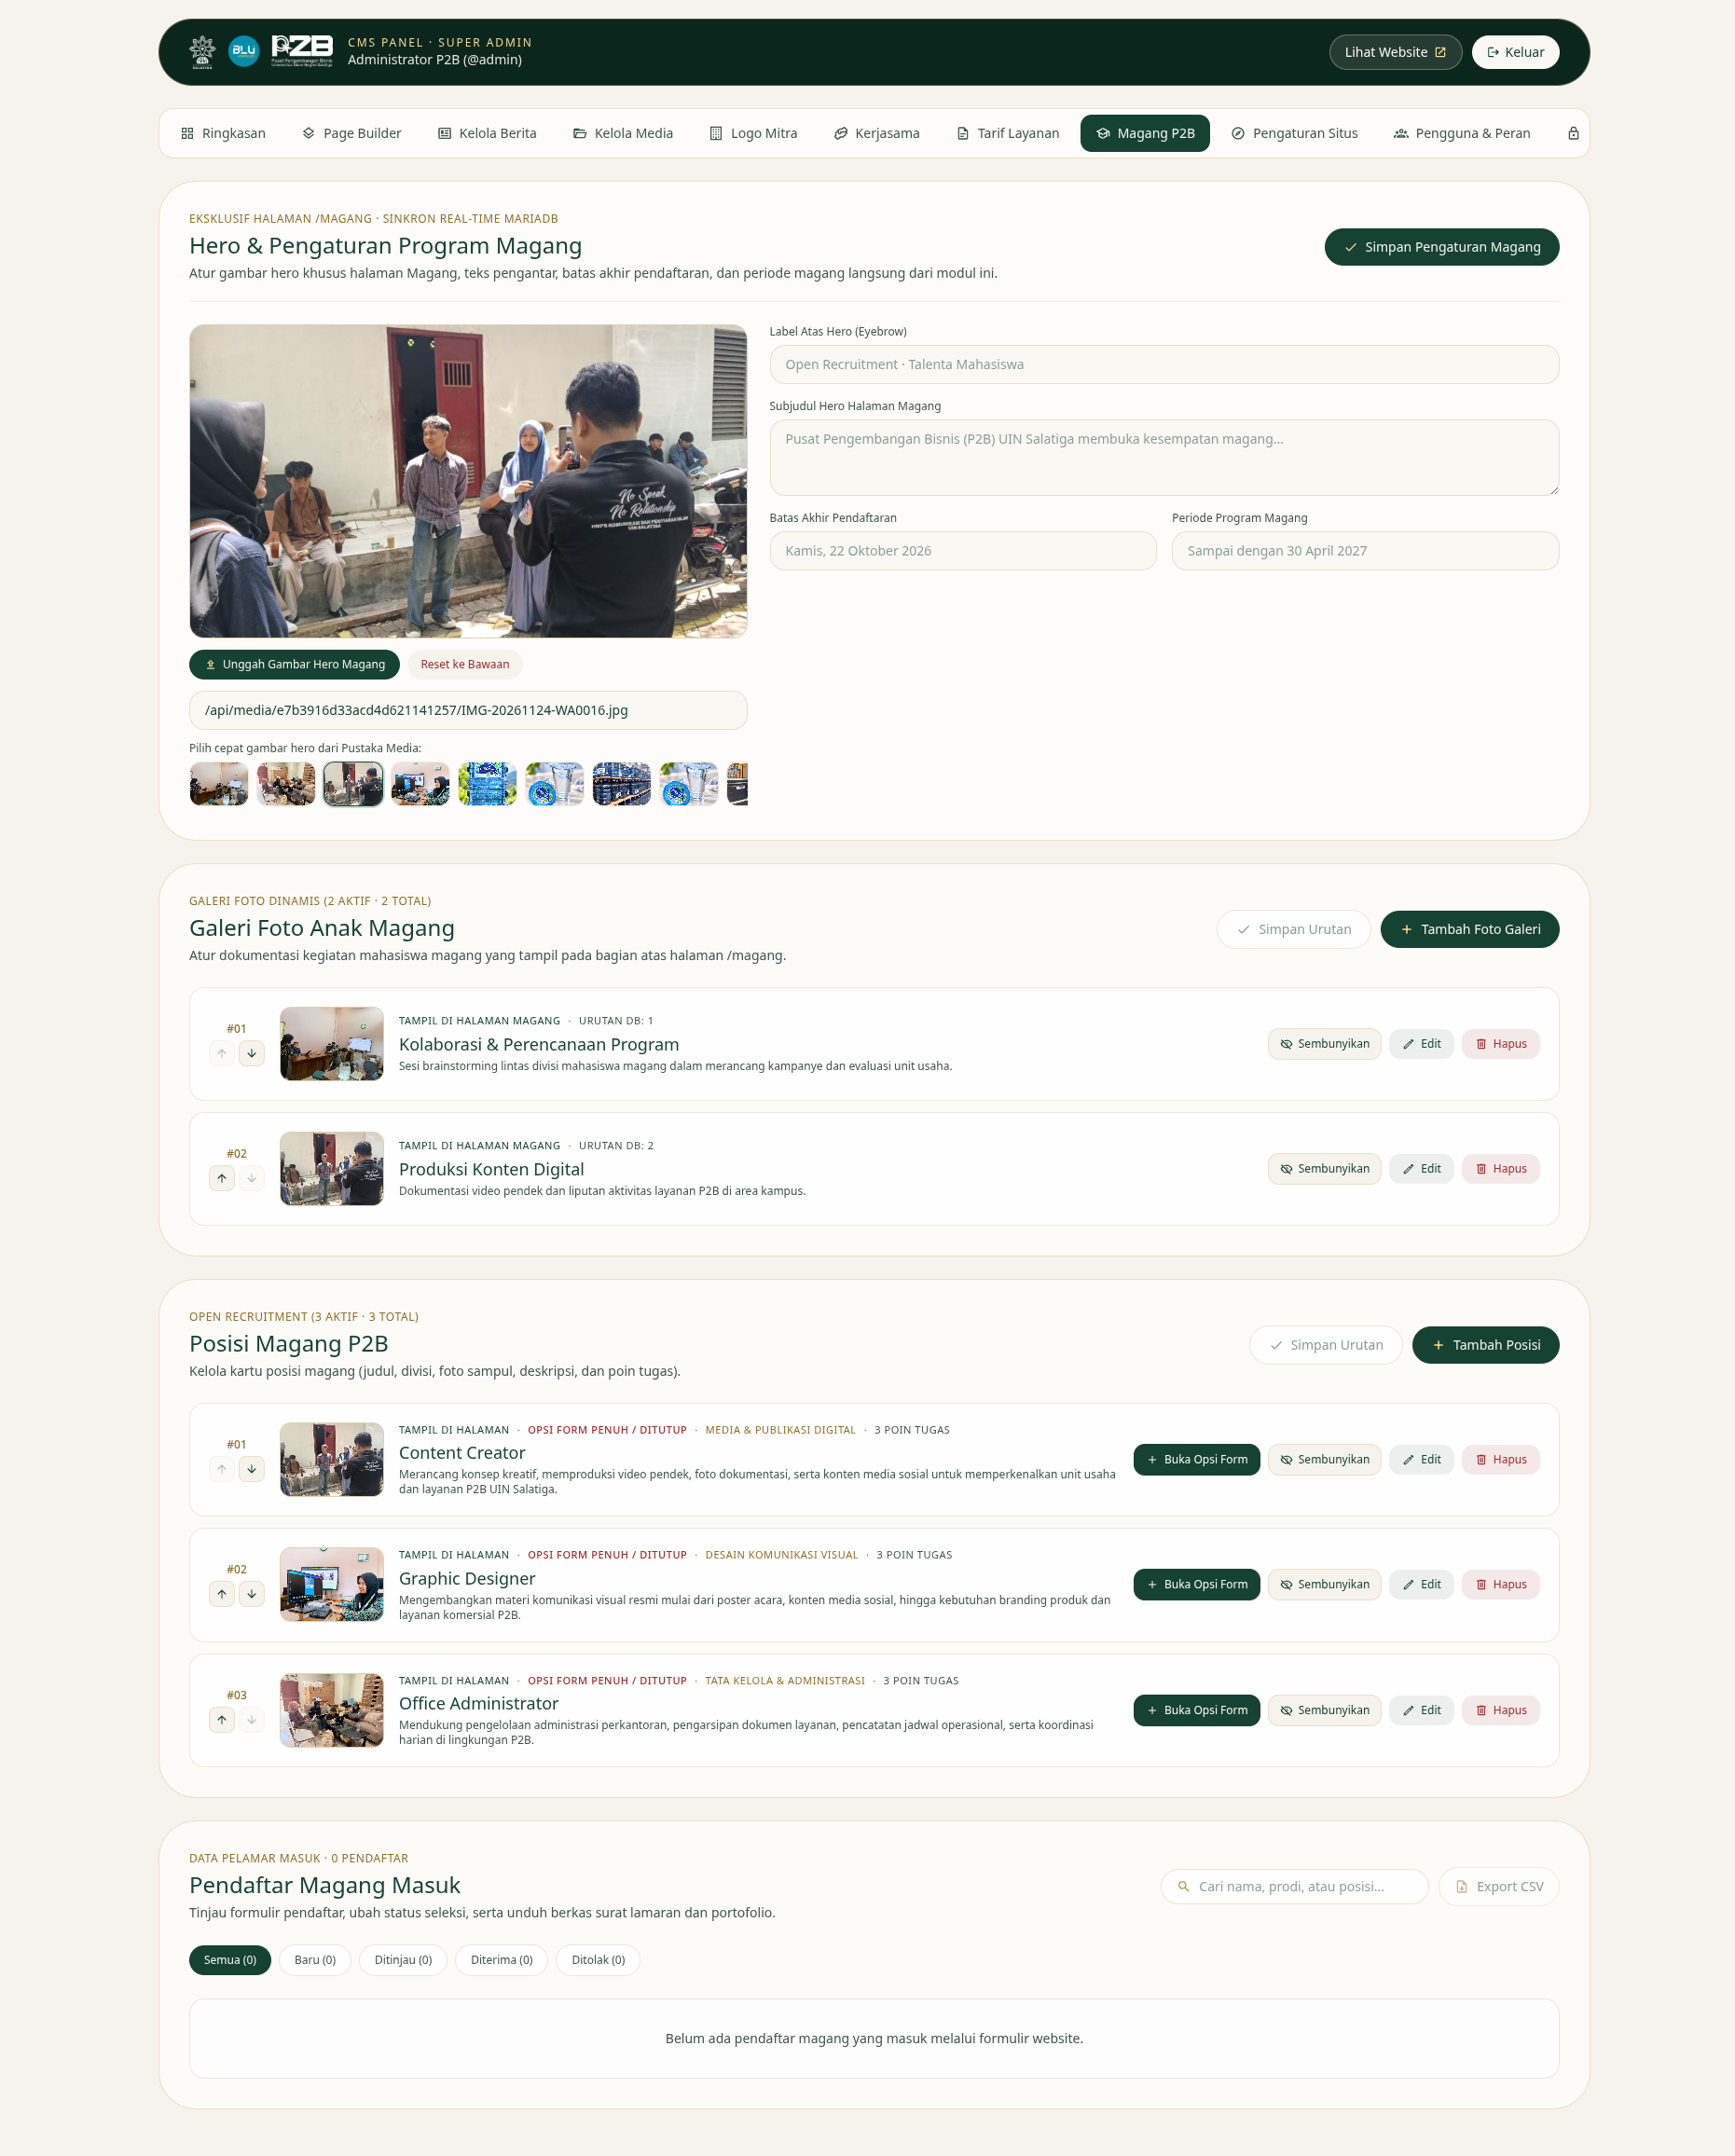 BLU
P2B
Pusat Pengembangan Bisnis
CMS PANEL · SUPER ADMIN
Administrator P2B (@admin)
Lihat Website
Keluar
Ringkasan
Page Builder
Kelola Berita
Kelola Media
Logo Mitra
Kerjasama
Tarif Layanan
Magang P2B
Pengaturan Situs
Pengguna & Peran
EKSKLUSIF HALAMAN /MAGANG · SINKRON REAL-TIME MARIADB
Hero & Pengaturan Program Magang
Atur gambar hero khusus halaman Magang, teks pengantar, batas akhir pendaftaran, dan periode magang langsung dari modul ini.
Simpan Pengaturan Magang
No Speak
No Relationship
HMPS KOMUNIKASI DAN PENYIARAN ISLAM
UIN SALATIGA
Unggah Gambar Hero Magang
Reset ke Bawaan
/api/media/e7b3916d33acd4d621141257/IMG-20261124-WA0016.jpg
Pilih cepat gambar hero dari Pustaka Media:
Label Atas Hero (Eyebrow)
Open Recruitment · Talenta Mahasiswa
Subjudul Hero Halaman Magang
Pusat Pengembangan Bisnis (P2B) UIN Salatiga membuka kesempatan magang...
Batas Akhir Pendaftaran
Periode Program Magang
Kamis, 22 Oktober 2026
Sampai dengan 30 April 2027
GALERI FOTO DINAMIS (2 AKTIF · 2 TOTAL)
Galeri Foto Anak Magang
Atur dokumentasi kegiatan mahasiswa magang yang tampil pada bagian atas halaman /magang.
Simpan Urutan
Tambah Foto Galeri
#01
TAMPIL DI HALAMAN MAGANG · URUTAN DB: 1
Kolaborasi & Perencanaan Program
Sesi brainstorming lintas divisi mahasiswa magang dalam merancang kampanye dan evaluasi unit usaha.
Sembunyikan
Edit
Hapus
#02
TAMPIL DI HALAMAN MAGANG · URUTAN DB: 2
Produksi Konten Digital
Dokumentasi video pendek dan liputan aktivitas layanan P2B di area kampus.
Sembunyikan
Edit
Hapus
OPEN RECRUITMENT (3 AKTIF · 3 TOTAL)
Posisi Magang P2B
Kelola kartu posisi magang (judul, divisi, foto sampul, deskripsi, dan poin tugas).
Simpan Urutan
Tambah Posisi
#01
TAMPIL DI HALAMAN · OPSI FORM PENUH / DITUTUP · MEDIA & PUBLIKASI DIGITAL · 3 POIN TUGAS
Content Creator
Merancang konsep kreatif, memproduksi video pendek, foto dokumentasi, serta konten media sosial untuk memperkenalkan unit usaha
dan layanan P2B UIN Salatiga.
Buka Opsi Form
Sembunyikan
Edit
Hapus
#02
TAMPIL DI HALAMAN · OPSI FORM PENUH / DITUTUP · DESAIN KOMUNIKASI VISUAL · 3 POIN TUGAS
Graphic Designer
Mengembangkan materi komunikasi visual resmi mulai dari poster acara, konten media sosial, hingga kebutuhan branding produk dan
layanan komersial P2B.
Buka Opsi Form
Sembunyikan
Edit
Hapus
#03
TAMPIL DI HALAMAN · OPSI FORM PENUH / DITUTUP · TATA KELOLA & ADMINISTRASI · 3 POIN TUGAS
Office Administrator
Mendukung pengelolaan administrasi perkantoran, pengarsipan dokumen layanan, pencatatan jadwal operasional, serta koordinasi
harian di lingkungan P2B.
Buka Opsi Form
Sembunyikan
Edit
Hapus
DATA PELAMAR MASUK · 0 PENDAFTAR
Pendaftar Magang Masuk
Tinjau formulir pendaftar, ubah status seleksi, serta unduh berkas surat lamaran dan portofolio.
Cari nama, prodi, atau posisi...
Export CSV
Semua (0)
Baru (0)
Ditinjau (0)
Diterima (0)
Ditolak (0)
Belum ada pendaftar magang yang masuk melalui formulir website.